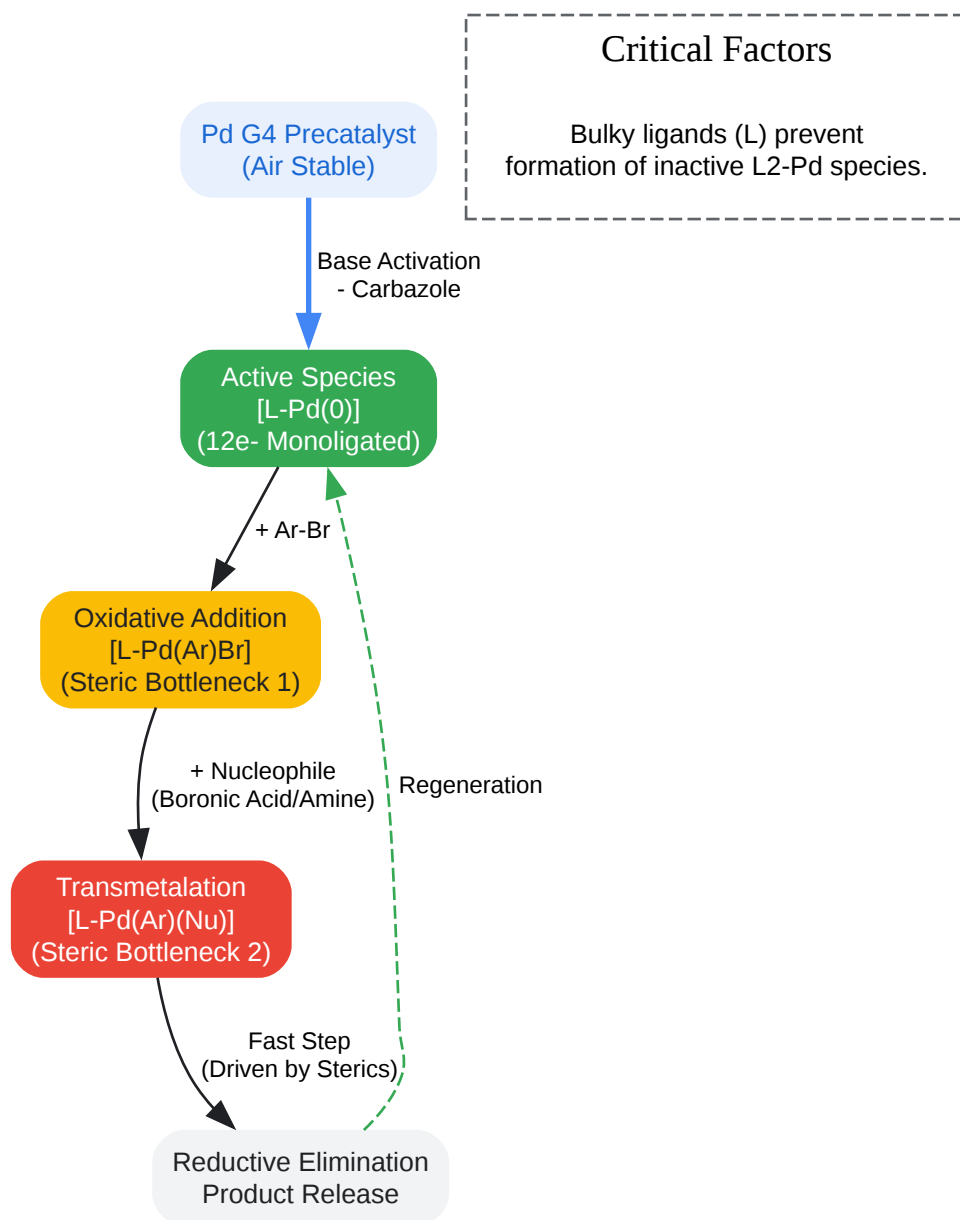 Critical Factors
Bulky ligands (L) prevent
formation of inactive L2-Pd species.
Pd G4 Precatalyst
(Air Stable)
Base Activation
- Carbazole
Active Species
[L-Pd(0)]
(12e- Monoligated)
+ Ar-Br
Oxidative Addition
[L-Pd(Ar)Br]
(Steric Bottleneck 1)
+ Nucleophile
(Boronic Acid/Amine)
Regeneration
Transmetalation
[L-Pd(Ar)(Nu)]
(Steric Bottleneck 2)
Fast Step
(Driven by Sterics)
Reductive Elimination
Product Release